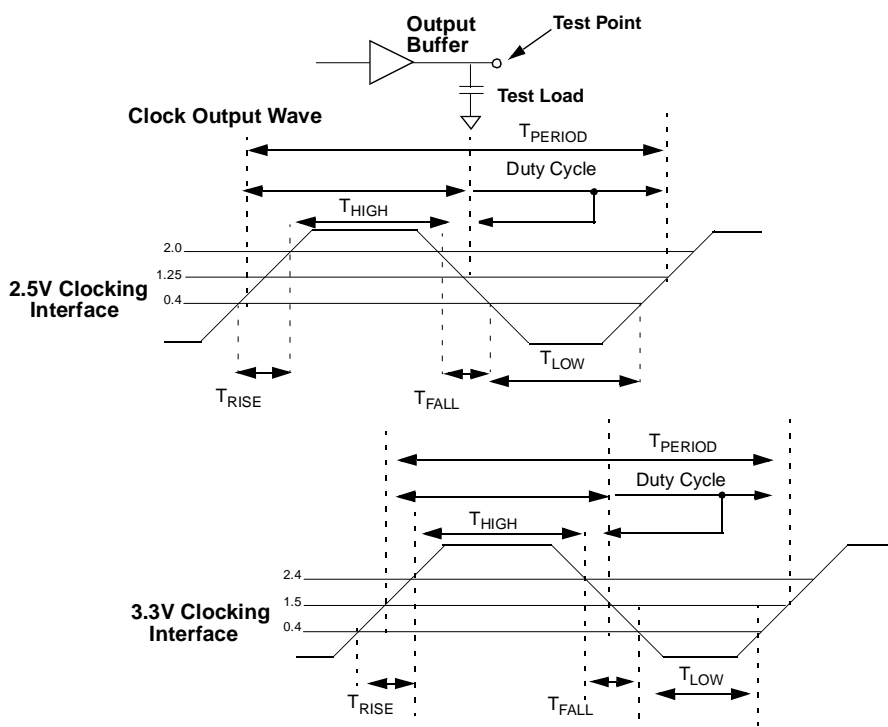 Output
Buffer
Test Point
Test Load
Clock Output Wave
TPERIOD
Duty Cycle
THIGH
2.0
1.25
0.4
2.5V Clocking
Interface
TLOW
TRISE
TFALL
TPERIOD
Duty Cycle
THIGH
2.4
1.5
0.4
3.3V Clocking
Interface
TLOW
TRISE
TFALL